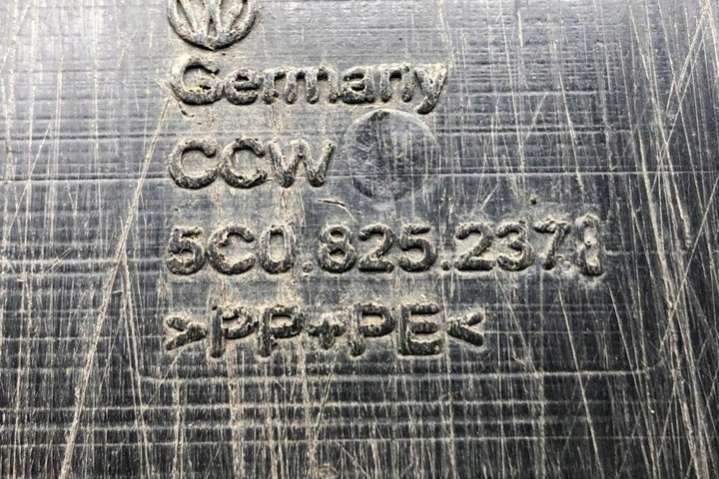 Germany
CCW
5C0.825.237
>PP+PE<